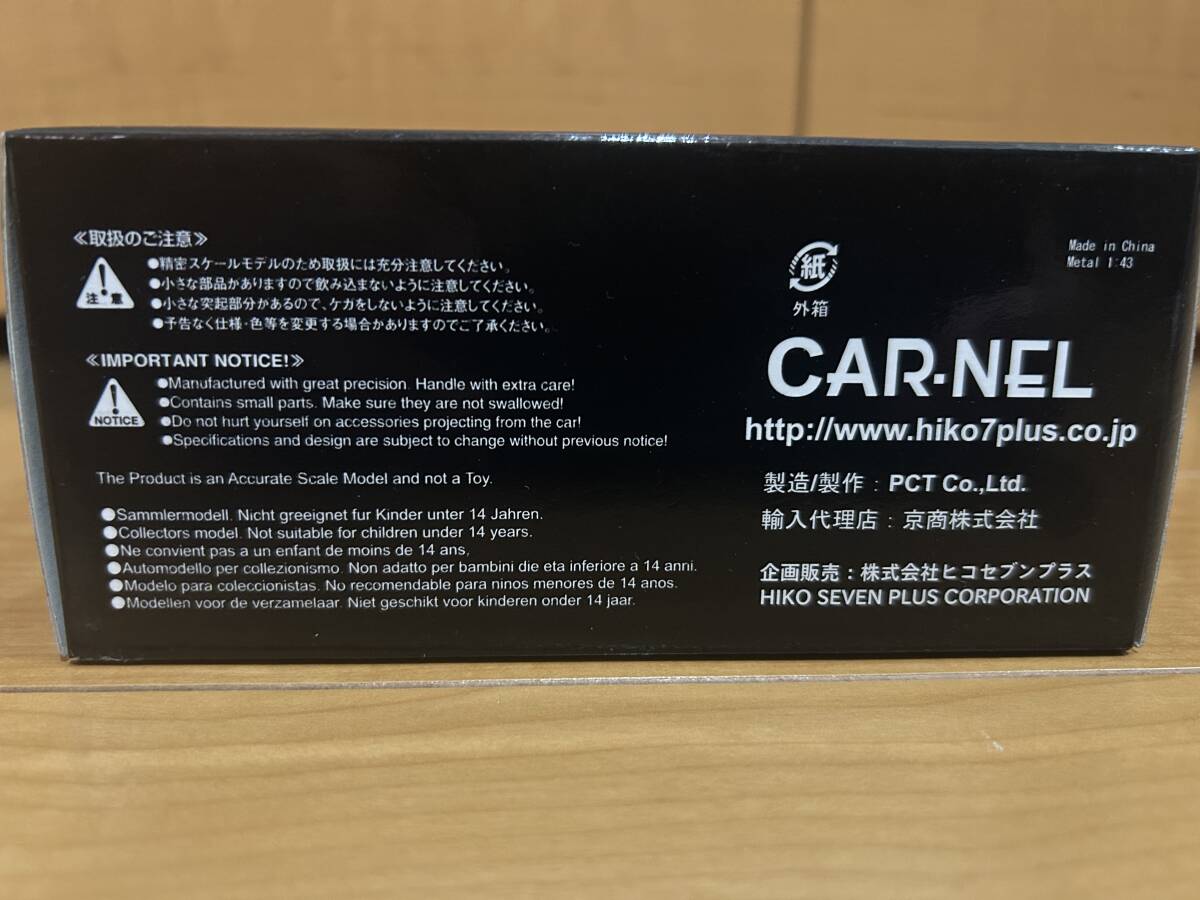 ≪取扱のご注意≫
注・意
●精密スケールモデルのため取扱には充分注意してください。
●小さな部品がありますので飲み込まないように注意してください。
●小さな突起部分があるので、ケガをしないように注意してください。
●予告なく仕様・色等を変更する場合かありますのでご了承ください。
≪IMPORTANT NOTICE!≫
NOTICE
●Manufactured with great precision. Handle with extra care!
●Contains small parts. Make sure they are not swallowed!
●Do not hurt yourself on accessories projecting from the car!
●Specifications and design are subject to change without previous notice!
The Product is an Accurate Scale Model and not a Toy.
●Sammlermodell. Nicht geeignet fur Kinder unter 14 Jahren.
●Collectors model. Not suitable for children under 14 years.
●Ne convient pas a un enfant de moins de 14 ans,
●Automodello per collezionismo. Non adatto per bambini die eta inferiore a 14 anni.
●Modelo para coleccionistas. No recomendable para ninos menores de 14 anos.
●Modellen voor de verzamelaar. Niet geschikt voor kinderen onder 14 jaar.
紙
外箱
Made in China
Metal 1:43
CAR·NEL
http://www.hiko7plus.co.jp
製造/製作：PCT Co.,Ltd.
輸入代理店：京商株式会社
企画販売：株式会社ヒコセブンプラス
HIKO SEVEN PLUS CORPORATION